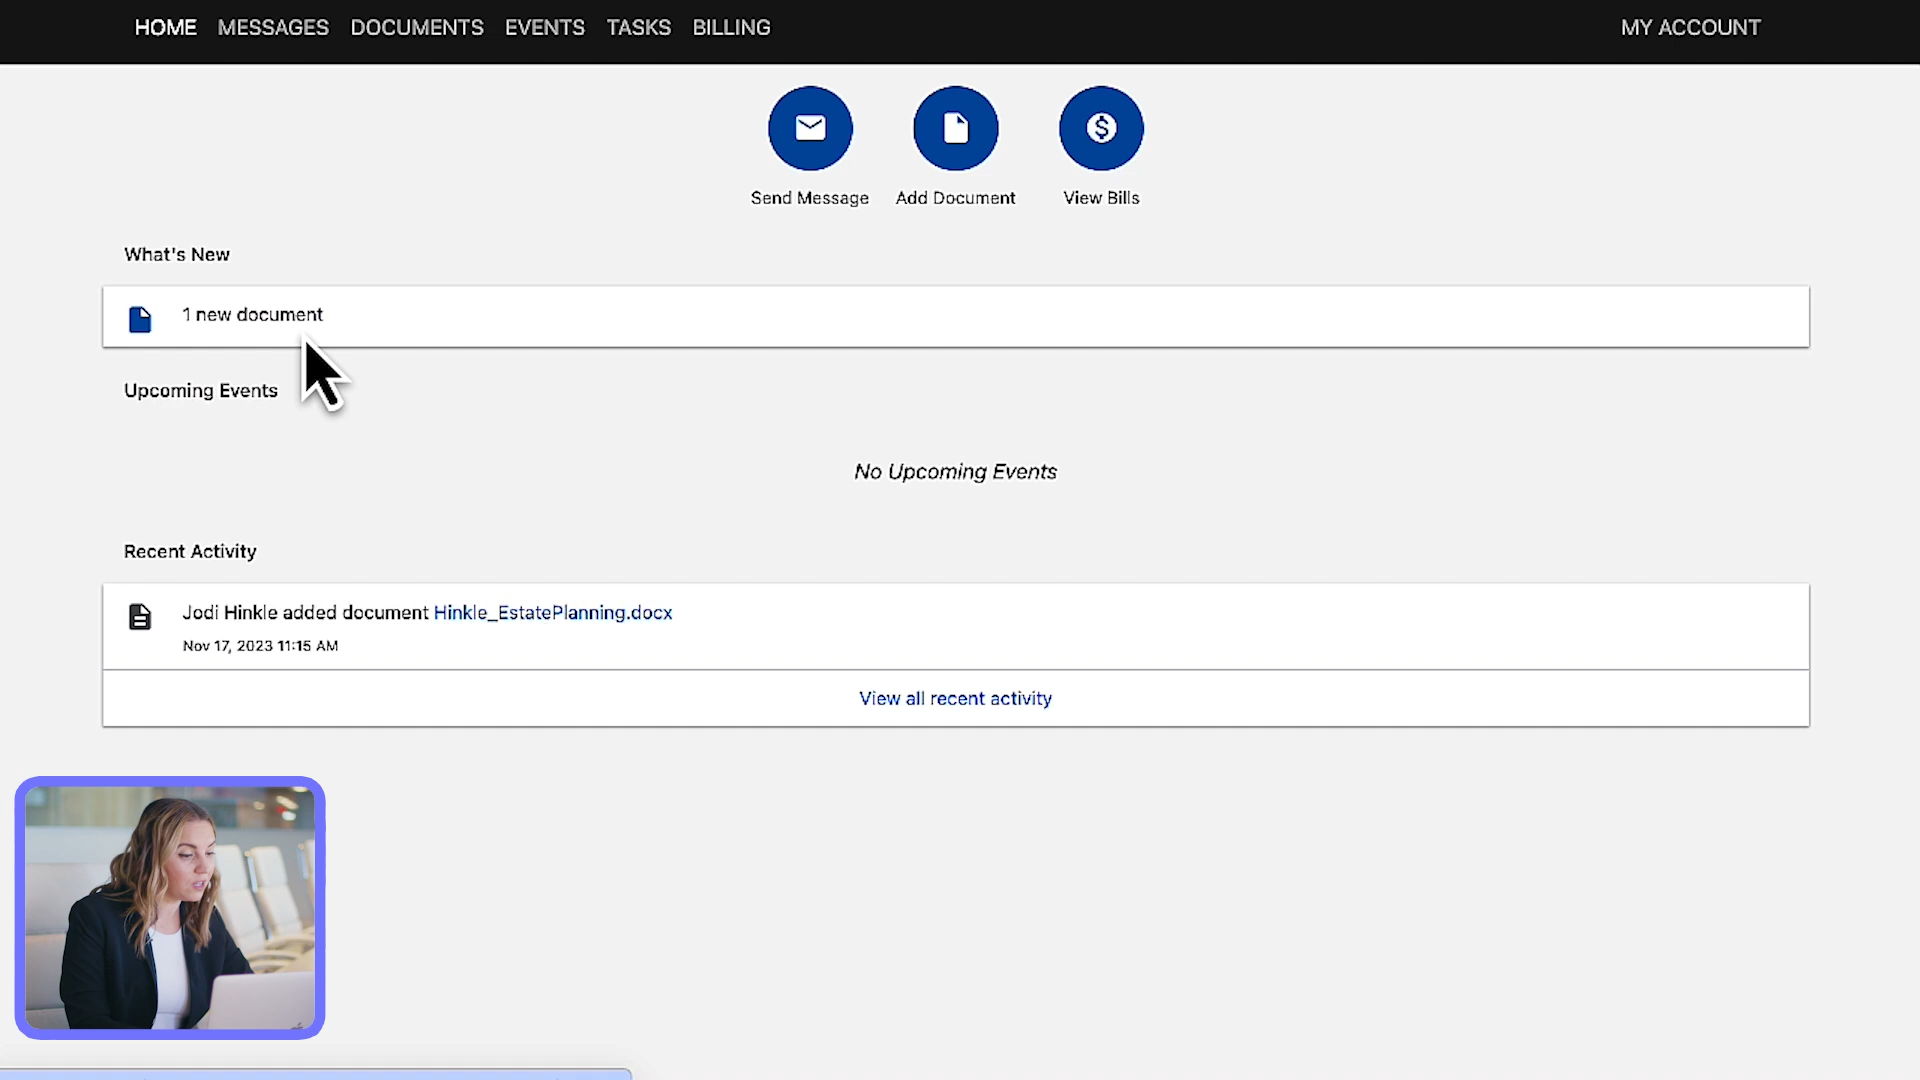 HOME MESSAGES DOCUMENTS EVENTS TASKS BILLING MY ACCOUNT
Send Message Add Document View Bills
What's New
1 new document
Upcoming Events
No Upcoming Events
Recent Activity
Jodi Hinkle added document Hinkle_EstatePlanning.docx
Nov 17, 2023 11:15 AM
View all recent activity